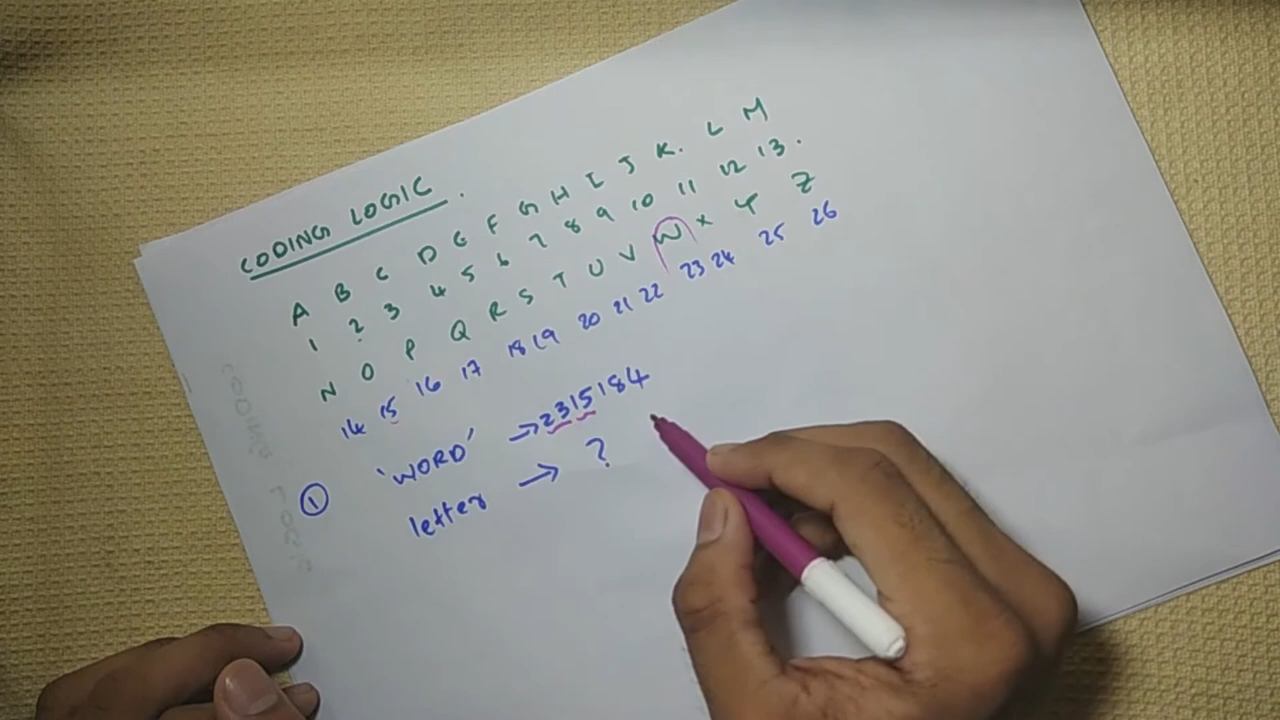 CODING LOGIC.
A B C D E F G H I J K. L M
1 2 3 4 5 6 7 8 9 10 11 12 13.
N O P Q R S T U V W X Y Z
14 15 16 17 18 19 20 21 22 23 24 25 26
① 'WORD' → 2315184
letter → ?